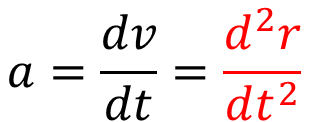 a = dv/dt = d²r/dt²